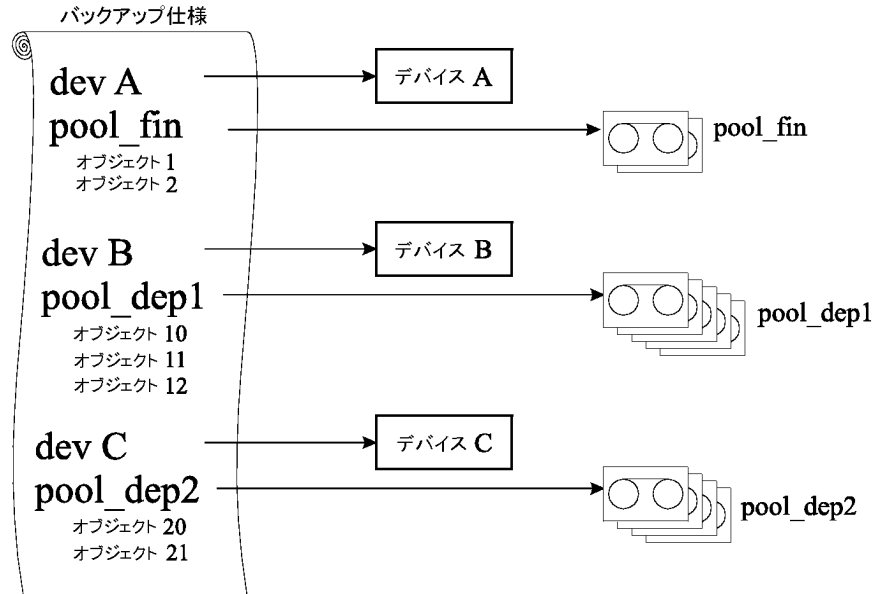 バックアップ仕様
dev A
デバイス A
pool_fin
pool_fin
オブジェクト 1
オブジェクト 2
dev B
デバイス B
pool_dep1
pool_dep1
オブジェクト 10
オブジェクト 11
オブジェクト 12
dev C
デバイス C
pool_dep2
pool_dep2
オブジェクト 20
オブジェクト 21